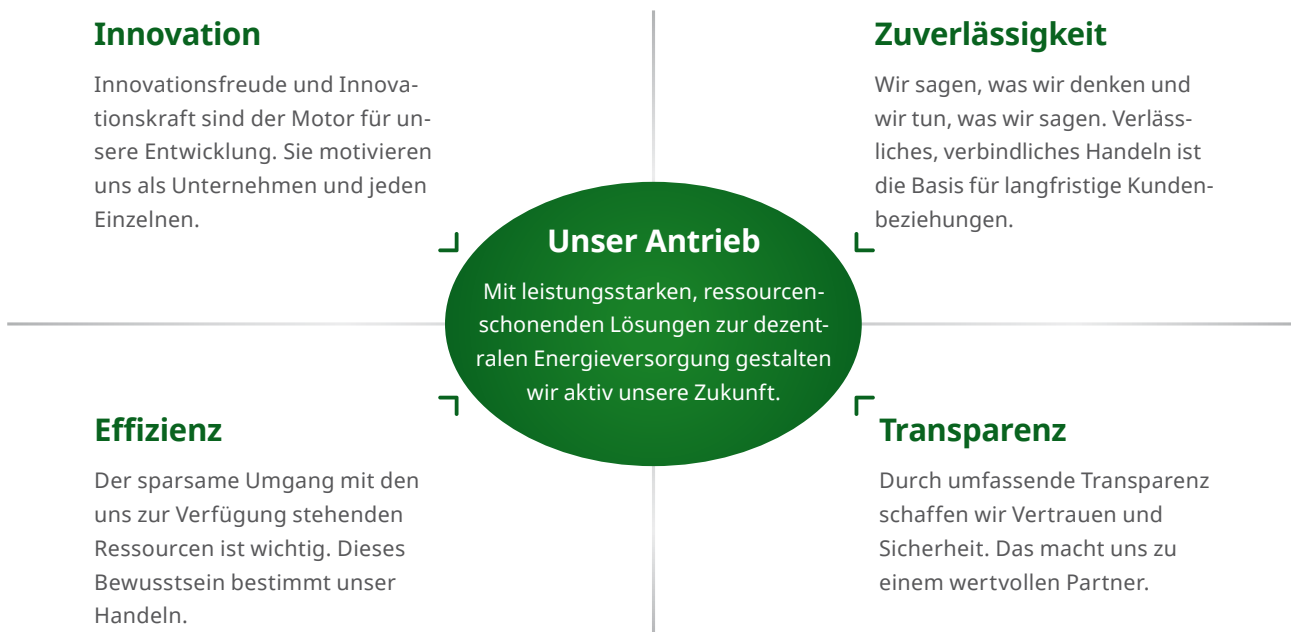 Innovation
Innovationsfreude und Innova-
tionskraft sind der Motor für un-
sere Entwicklung. Sie motivieren
uns als Unternehmen und jeden
Einzelnen.
Zuverlässigkeit
Wir sagen, was wir denken und
wir tun, was wir sagen. Verläss-
liches, verbindliches Handeln ist
die Basis für langfristige Kunden-
beziehungen.
Unser Antrieb
Mit leistungsstarken, ressourcen-
schonenden Lösungen zur dezent-
ralen Energieversorgung gestalten
wir aktiv unsere Zukunft.
Effizienz
Der sparsame Umgang mit den
uns zur Verfügung stehenden
Ressourcen ist wichtig. Dieses
Bewusstsein bestimmt unser
Handeln.
Transparenz
Durch umfassende Transparenz
schaffen wir Vertrauen und
Sicherheit. Das macht uns zu
einem wertvollen Partner.